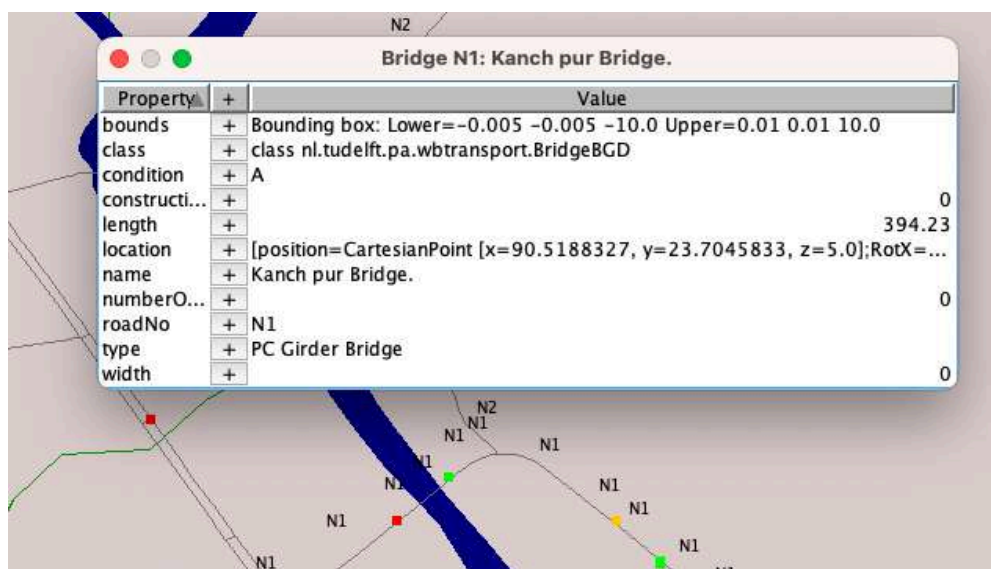 N2
Bridge N1: Kanch pur Bridge.
Property + Value
bounds + Bounding box: Lower=-0.005 -0.005 -10.0 Upper=0.01 0.01 10.0
class + class nl.tudelft.pa.wbtransport.BridgeBGD
condition + A
constructi... + 0
length + 394.23
location + [position=CartesianPoint [x=90.5188327, y=23.7045833, z=5.0];RotX=...
name + Kanch pur Bridge.
numberO... + 0
roadNo + N1
type + PC Girder Bridge
width + 0
N2
N1
N1
N1
N1
N1
N1
N1
N1
N1
N1